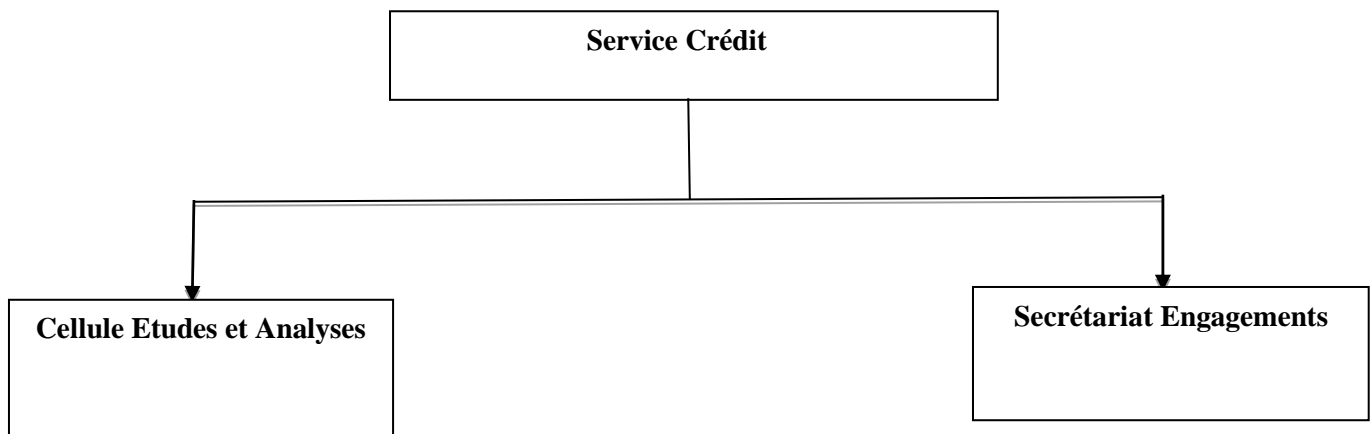 Service Crédit
Cellule Etudes et Analyses
Secrétariat Engagements